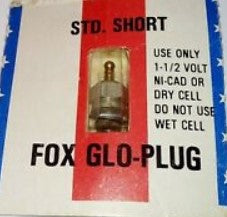 STD. SHORT
USE ONLY
1-1/2 VOLT
NI-CAD OR
DRY CELL
DO NOT USE
WET CELL
FOX GLO-PLUG